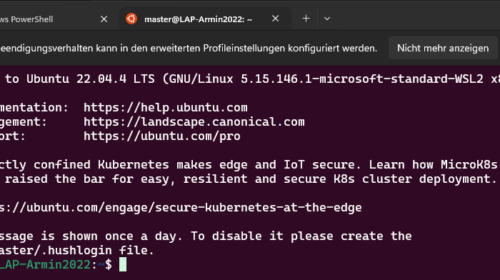 ws PowerShell
master@LAP-Armin2022: ~
eendigungsverhalten kann in den erweiterten Profileinstellungen konfiguriert werden.
Nicht mehr anzeigen
to Ubuntu 22.04.4 LTS (GNU/Linux 5.15.146.1-microsoft-standard-WSL2 x8
mentation: https://help.ubuntu.com
gement: https://landscape.canonical.com
ort: https://ubuntu.com/pro
ctly confined Kubernetes makes edge and IoT secure. Learn how MicroK8s
raised the bar for easy, resilient and secure K8s cluster deployment.
s://ubuntu.com/engage/secure-kubernetes-at-the-edge
essage is shown once a day. To disable it please create the
aster/.hushlogin file.
LAP-Armin2022:~$